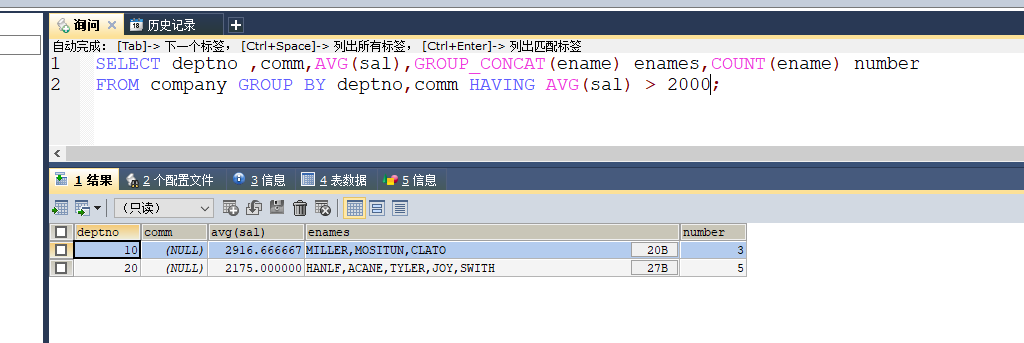 询问 历史记录
自动完成： [Tab]-> 下一个标签， [Ctrl+Space]-> 列出所有标签， [Ctrl+Enter]-> 列出匹配标签
1 SELECT deptno ,comm,AVG(sal),GROUP_CONCAT(ename) enames,COUNT(ename) number
2 FROM company GROUP BY deptno,comm HAVING AVG(sal) > 2000;
1 结果 2 个配置文件 3 信息 4 表数据 5 信息
（只读）
deptno comm avg(sal) enames number
10 (NULL) 2916.666667 MILLER,MOSITUN,CLATO 20B 3
20 (NULL) 2175.000000 HANLF,ACANE,TYLER,JOY,SWITH 27B 5